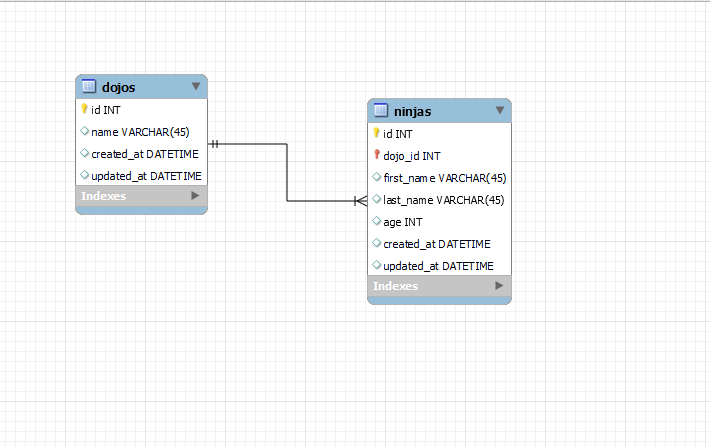 dojos
id INT
name VARCHAR(45)
created_at DATETIME
updated_at DATETIME
Indexes
ninjas
id INT
dojo_id INT
first_name VARCHAR(45)
last_name VARCHAR(45)
age INT
created_at DATETIME
updated_at DATETIME
Indexes